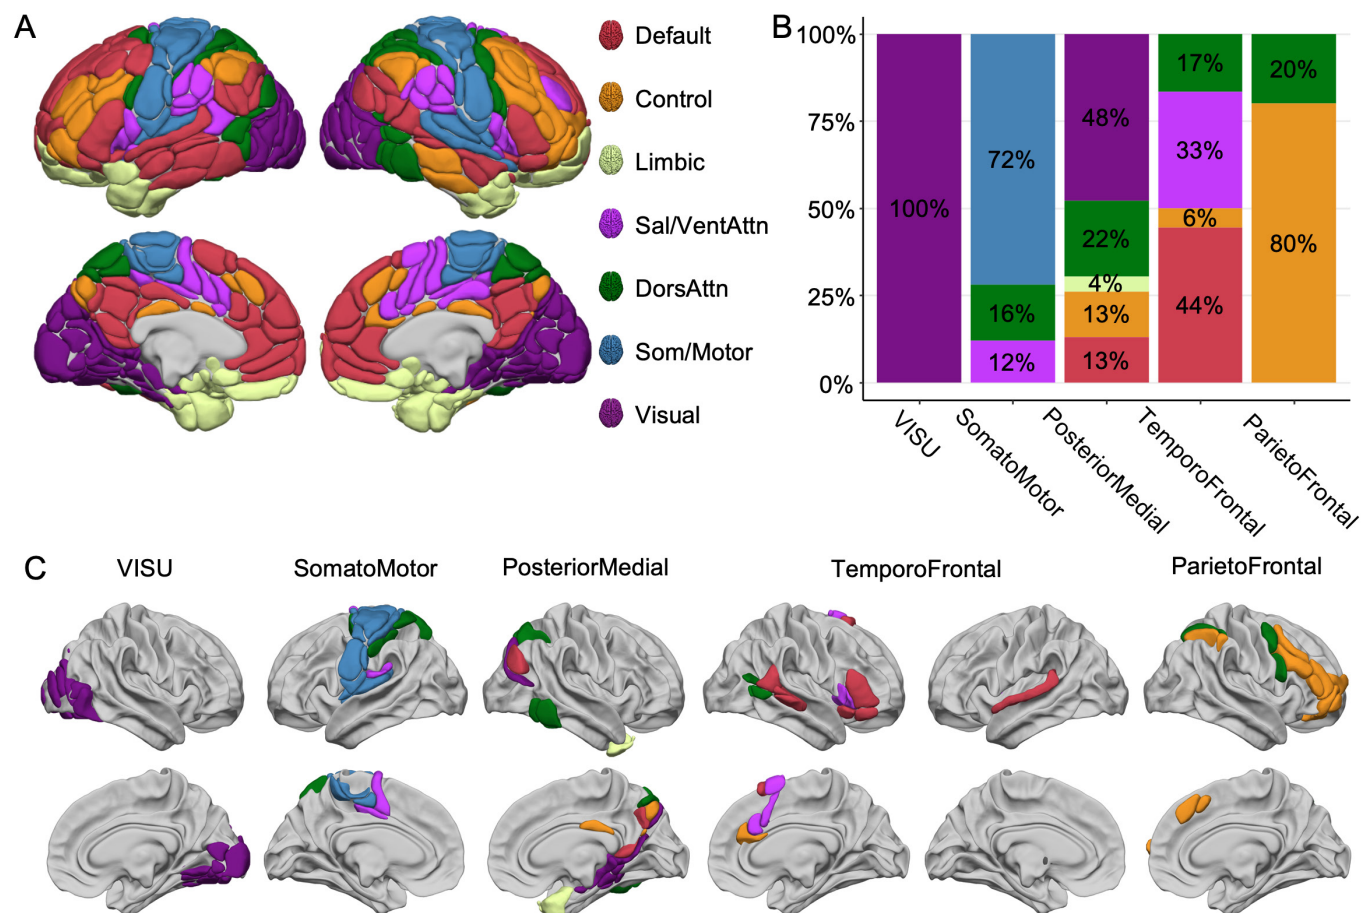 A
Default
Control
Limbic
Sal/VentAttn
DorsAttn
Som/Motor
Visual
B
100%
75%
50%
25%
0%
100%
72%
16%
12%
48%
22%
4%
13%
13%
17%
33%
6%
44%
20%
80%
VISU
SomatoMotor
PosteriorMedial
TemporoFrontal
ParietoFrontal
C
VISU
SomatoMotor
PosteriorMedial
TemporoFrontal
ParietoFrontal